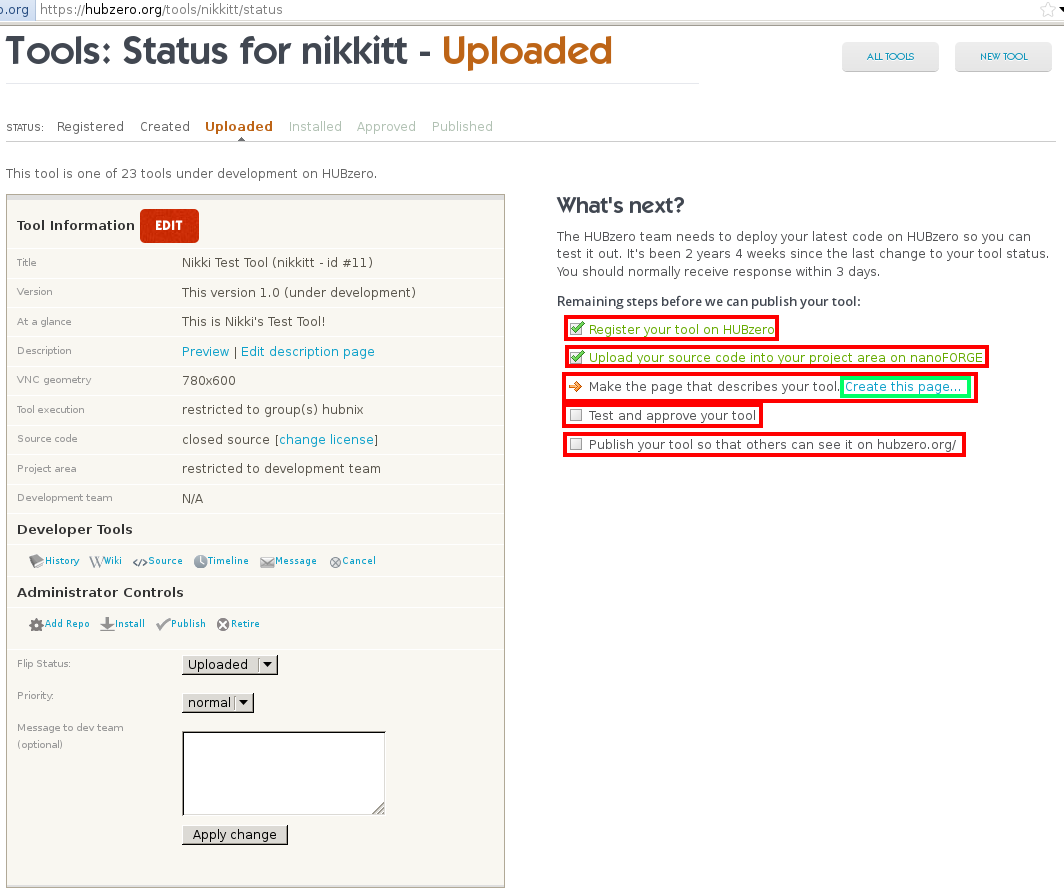 o.org https://hubzero.org/tools/nikkitt/status
Tools: Status for nikkitt - Uploaded
ALL TOOLS NEW TOOL
STATUS: Registered Created Uploaded Installed Approved Published
This tool is one of 23 tools under development on HUBzero.
Tool Information EDIT
Title Nikki Test Tool (nikkitt - id #11)
Version This version 1.0 (under development)
At a glance This is Nikki's Test Tool!
Description Preview | Edit description page
VNC geometry 780x600
Tool execution restricted to group(s) hubnix
Source code closed source [change license]
Project area restricted to development team
Development team N/A
Developer Tools
History Wiki </>Source Timeline Message Cancel
Administrator Controls
Add Repo Install Publish Retire
Flip Status: Uploaded
Priority: normal
Message to dev team
(optional)
Apply change
What's next?
The HUBzero team needs to deploy your latest code on HUBzero so you can
test it out. It's been 2 years 4 weeks since the last change to your tool status.
You should normally receive response within 3 days.
Remaining steps before we can publish your tool:
Register your tool on HUBzero
Upload your source code into your project area on nanoFORGE
Make the page that describes your tool. Create this page...
Test and approve your tool
Publish your tool so that others can see it on hubzero.org/